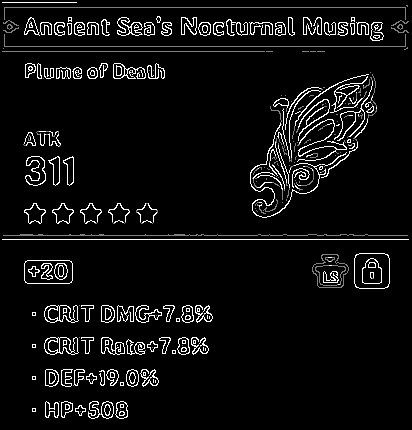 Ancient Sea's Nocturnal Musing
Plume of Death
ATK
311
+20
LS
· CRIT DMG+7.8%
· CRIT Rate+7.8%
· DEF+19.0%
· HP+508